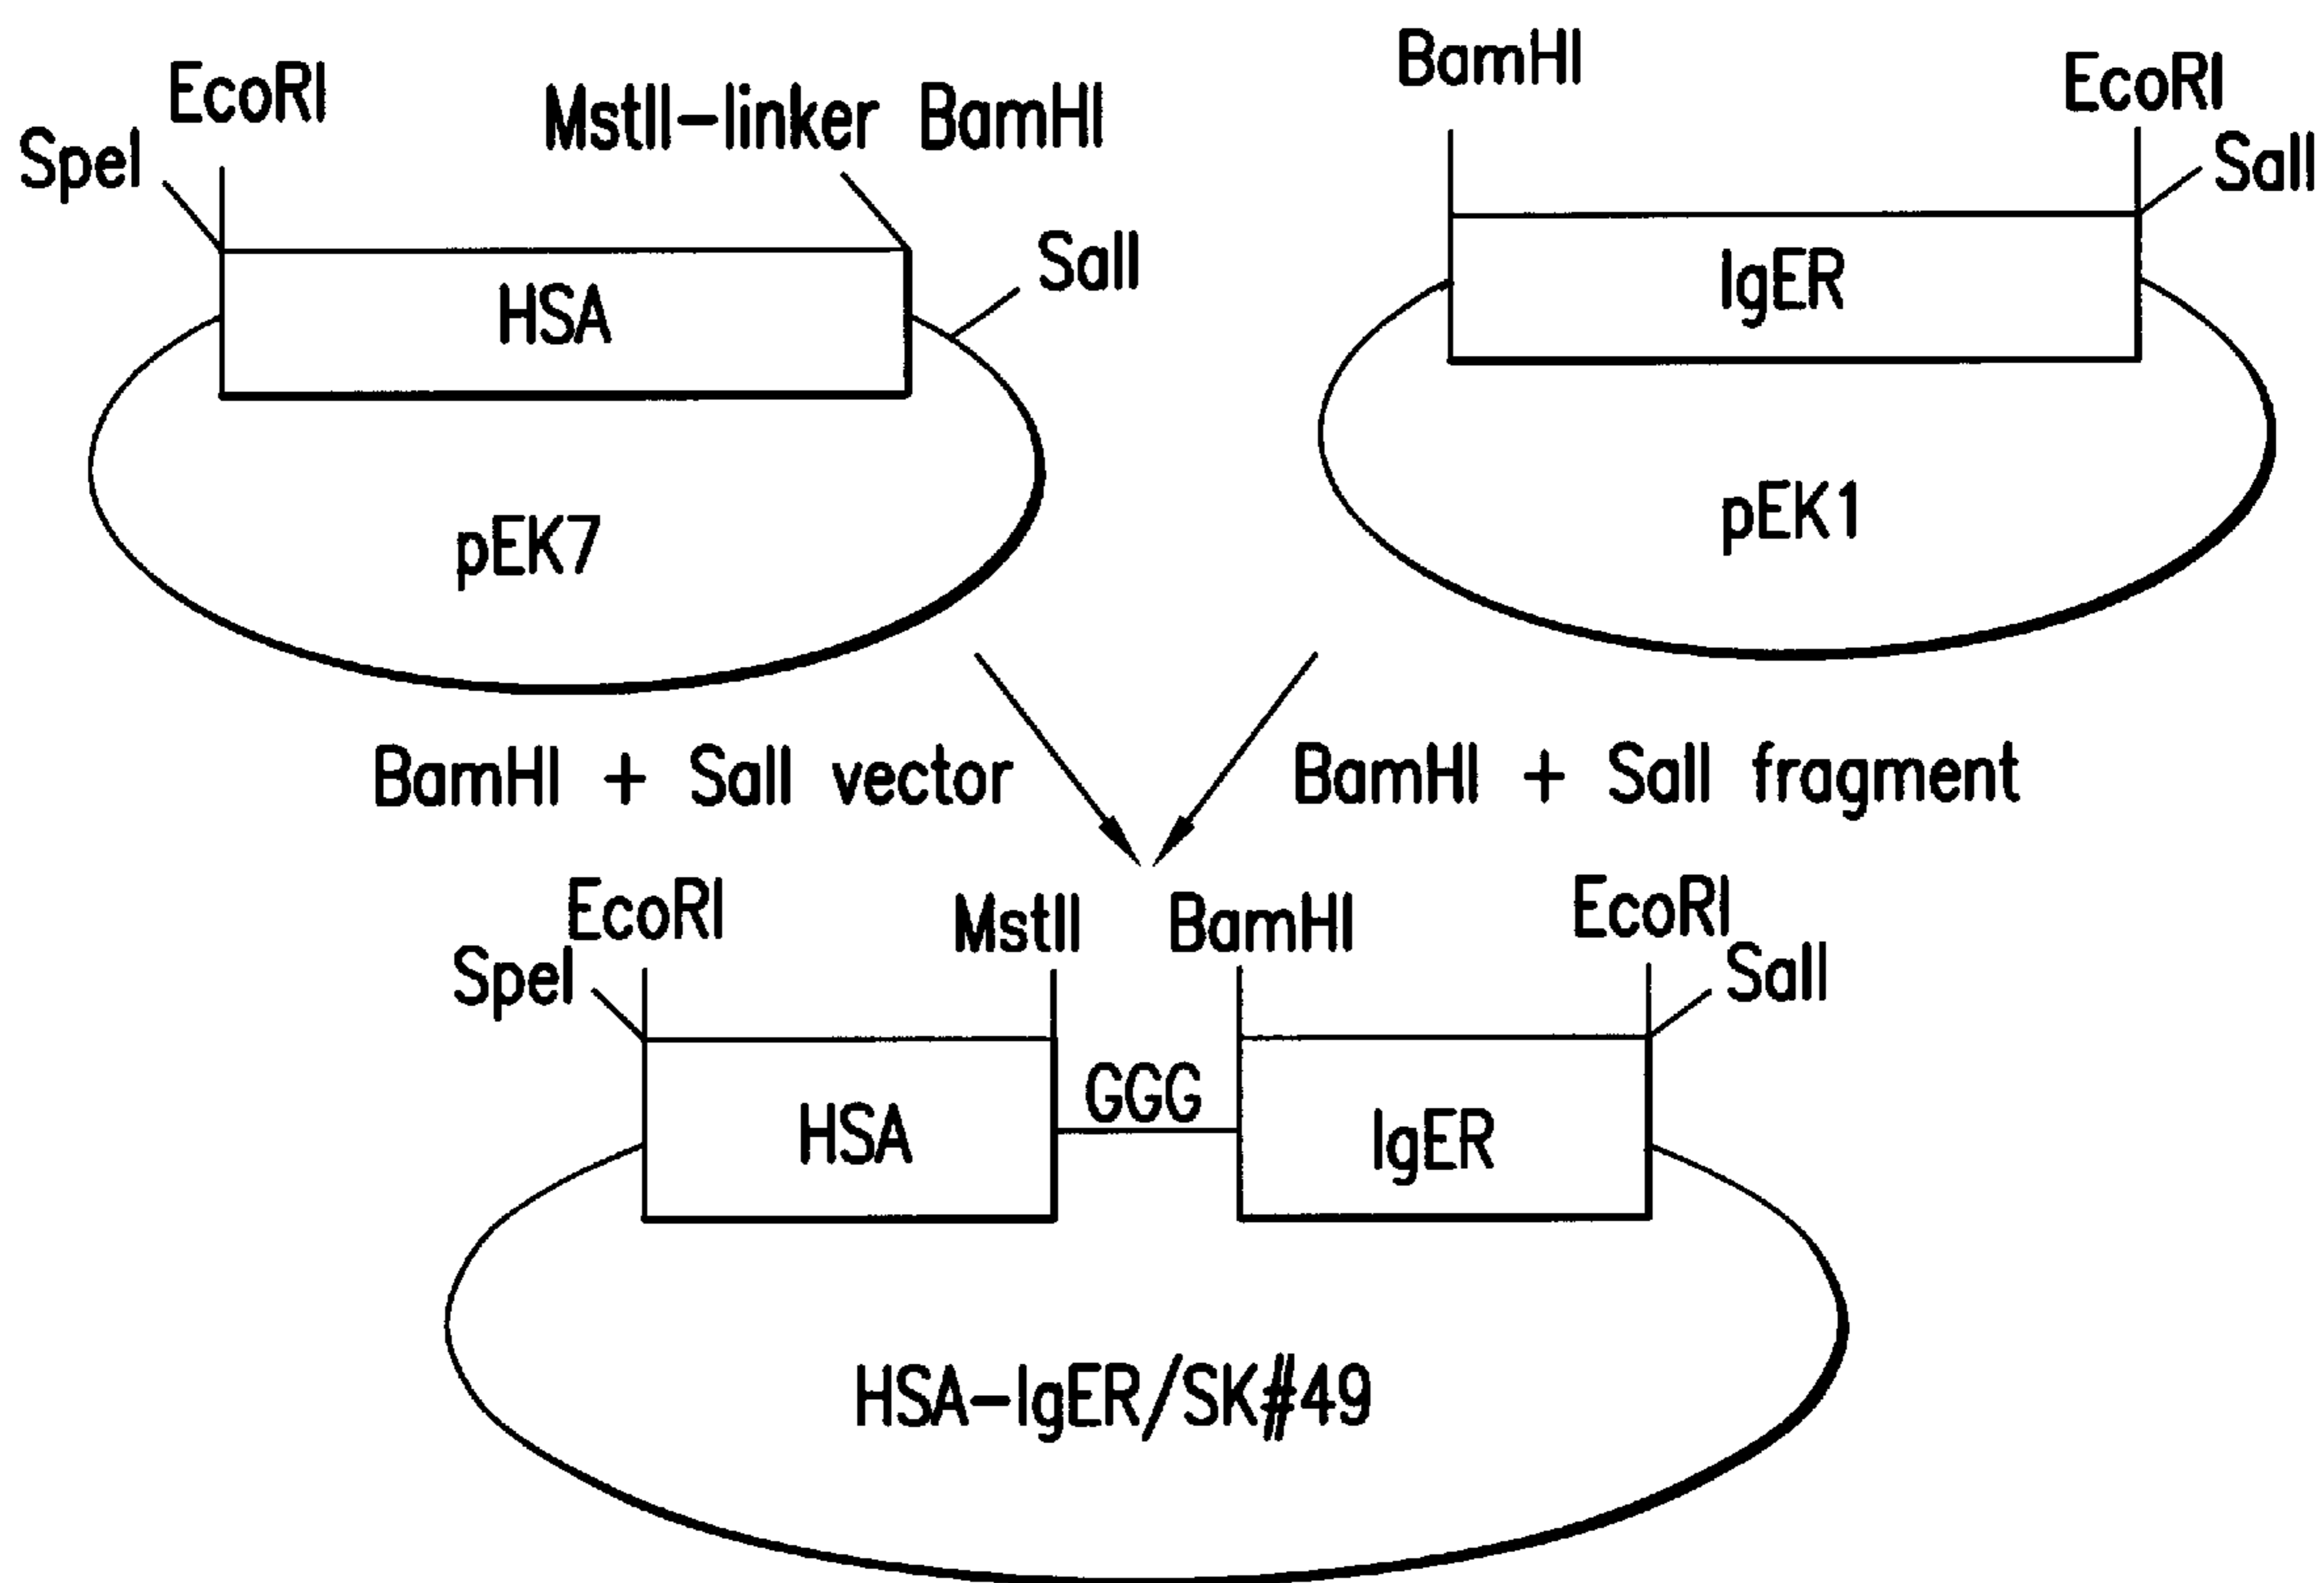 EcoRI
SpeI
MstII-linker BamHI
SalI
HSA
pEK7
BamHI
EcoRI
SalI
IgER
pEK1
BamHI + SalI vector
BamHI + SalI fragment
EcoRI
SpeI
MstII
BamHI
EcoRI
SalI
HSA
GGG
IgER
HSA-IgER/SK#49